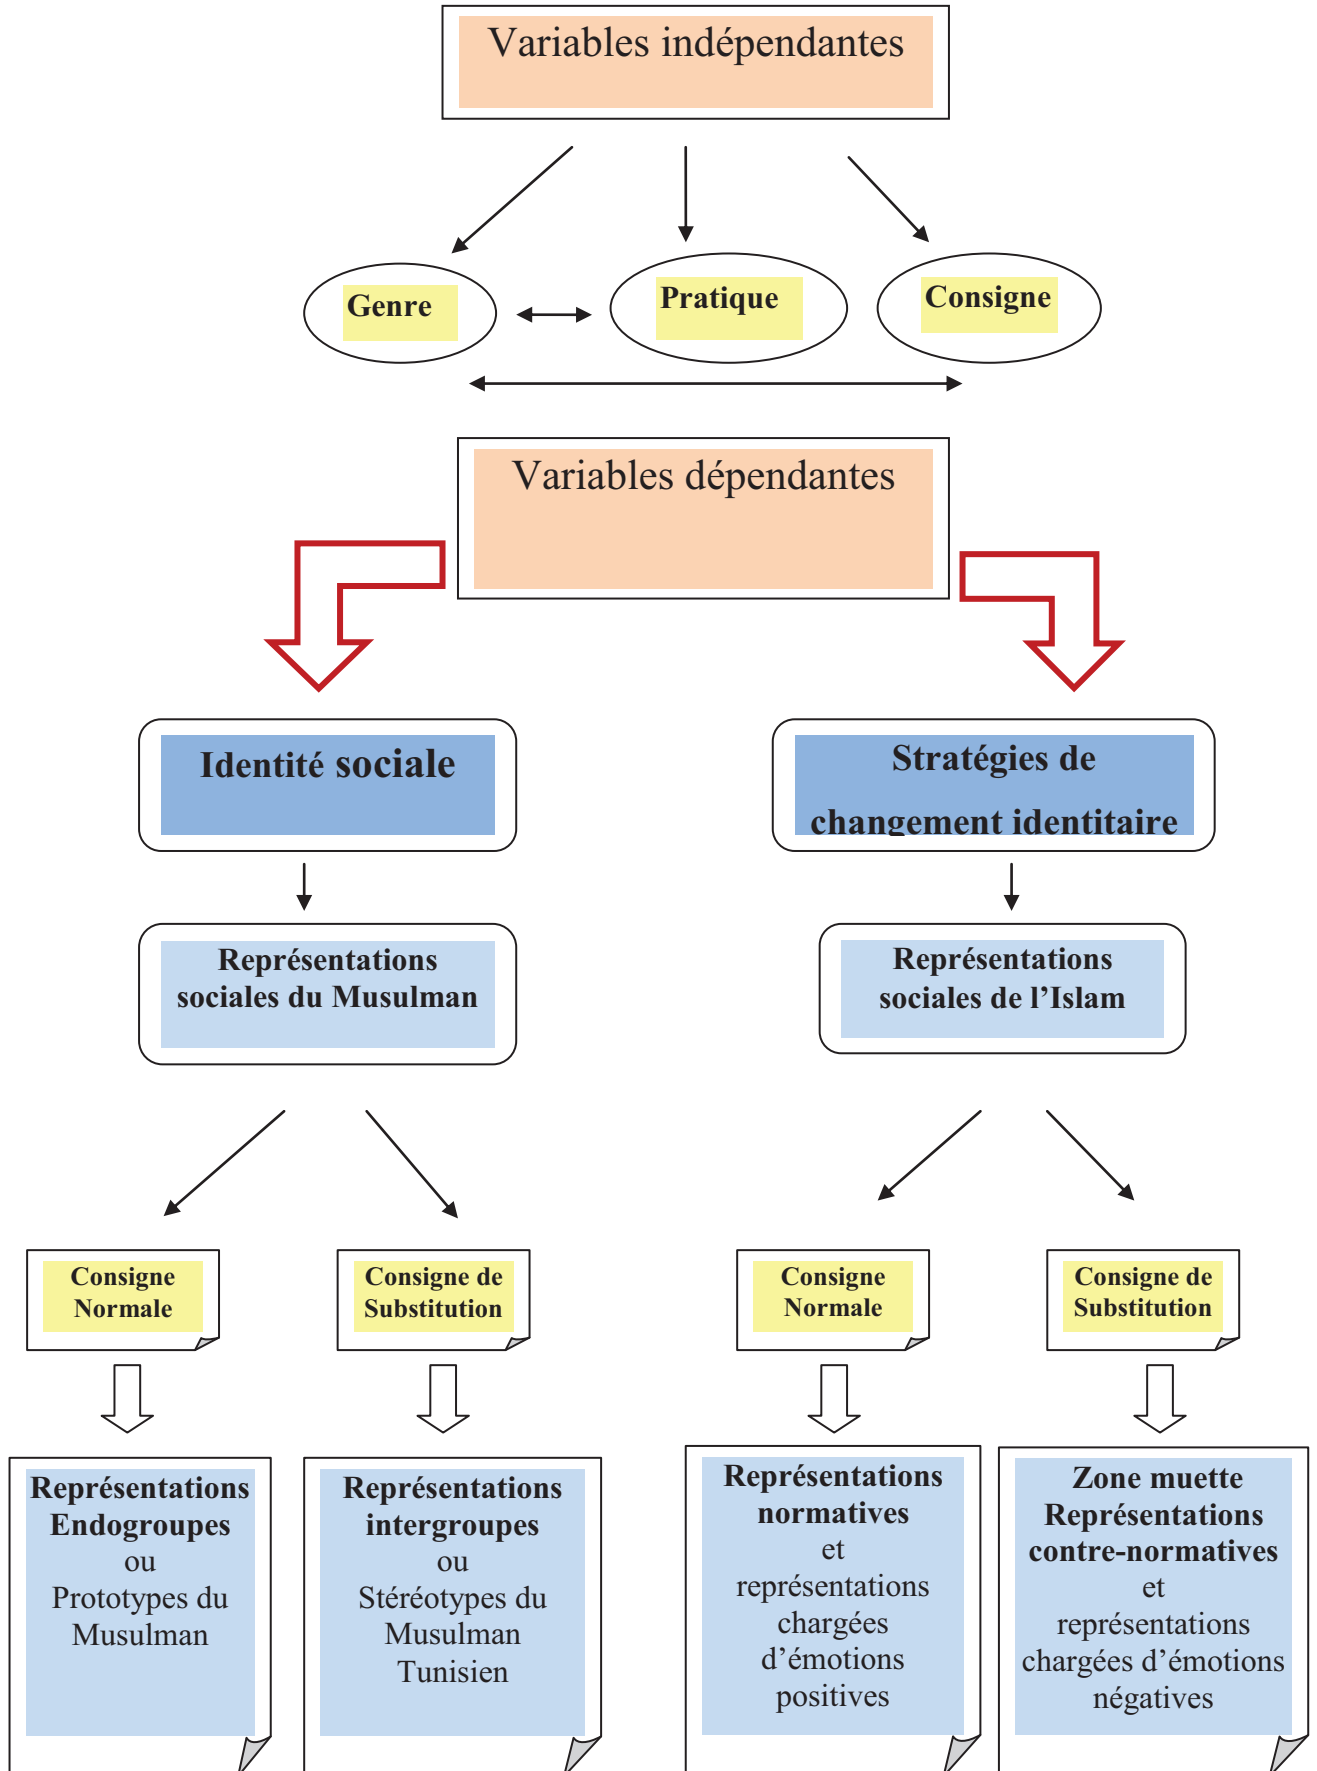 Variables indépendantes
Genre
Pratique
Consigne
Variables dépendantes
Identité sociale
Stratégies de
changement identitaire
Représentations
sociales du Musulman
Représentations
sociales de l'Islam
Consigne
Normale
Consigne de
Substitution
Consigne
Normale
Consigne de
Substitution
Représentations
Endogroupes
ou
Prototypes du
Musulman
Représentations
intergroupes
ou
Stéréotypes du
Musulman
Tunisien
Représentations
normatives
et
représentations
chargées
d'émotions
positives
Zone muette
Représentations
contre-normatives
et
représentations
chargées d'émotions
négatives